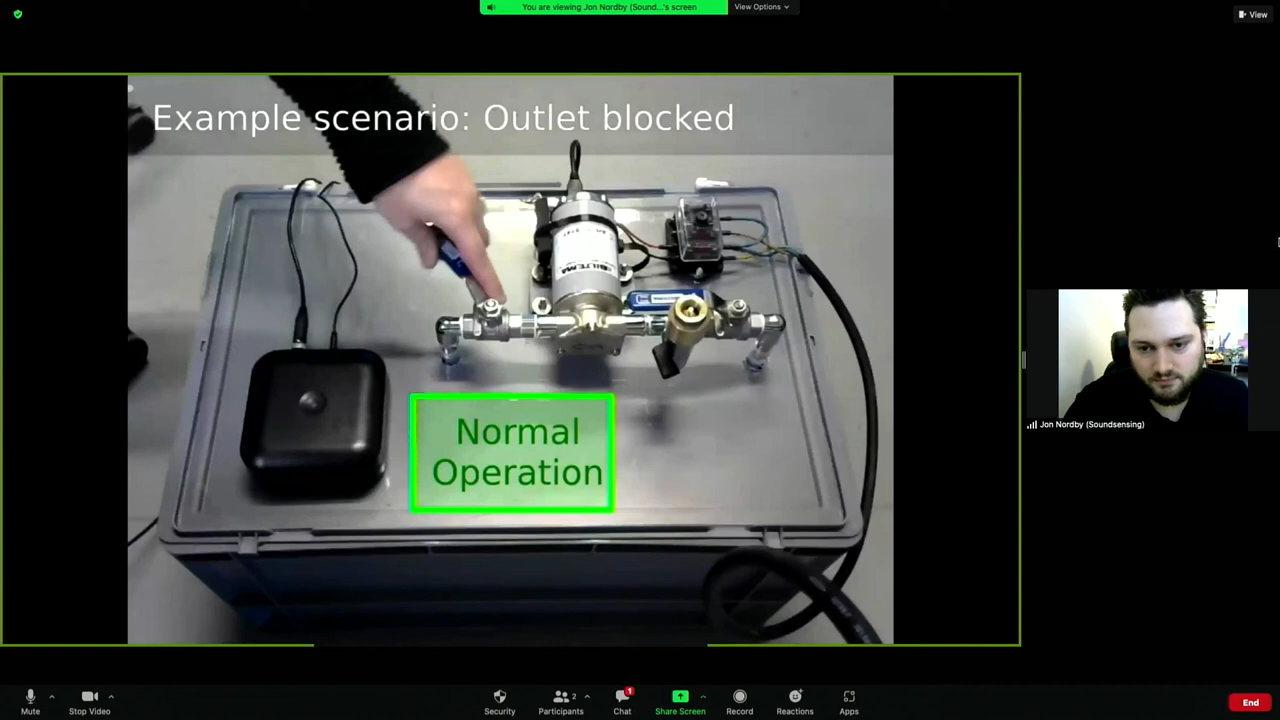 You are viewing Jon Nordby (Sound...'s screen
View Options
View
Example scenario: Outlet blocked
BILTEMA
Normal
Operation
Jon Nordby (Soundsensing)
Mute
Stop Video
Security
Participants
2
Chat
1
Share Screen
Record
Reactions
Apps
End